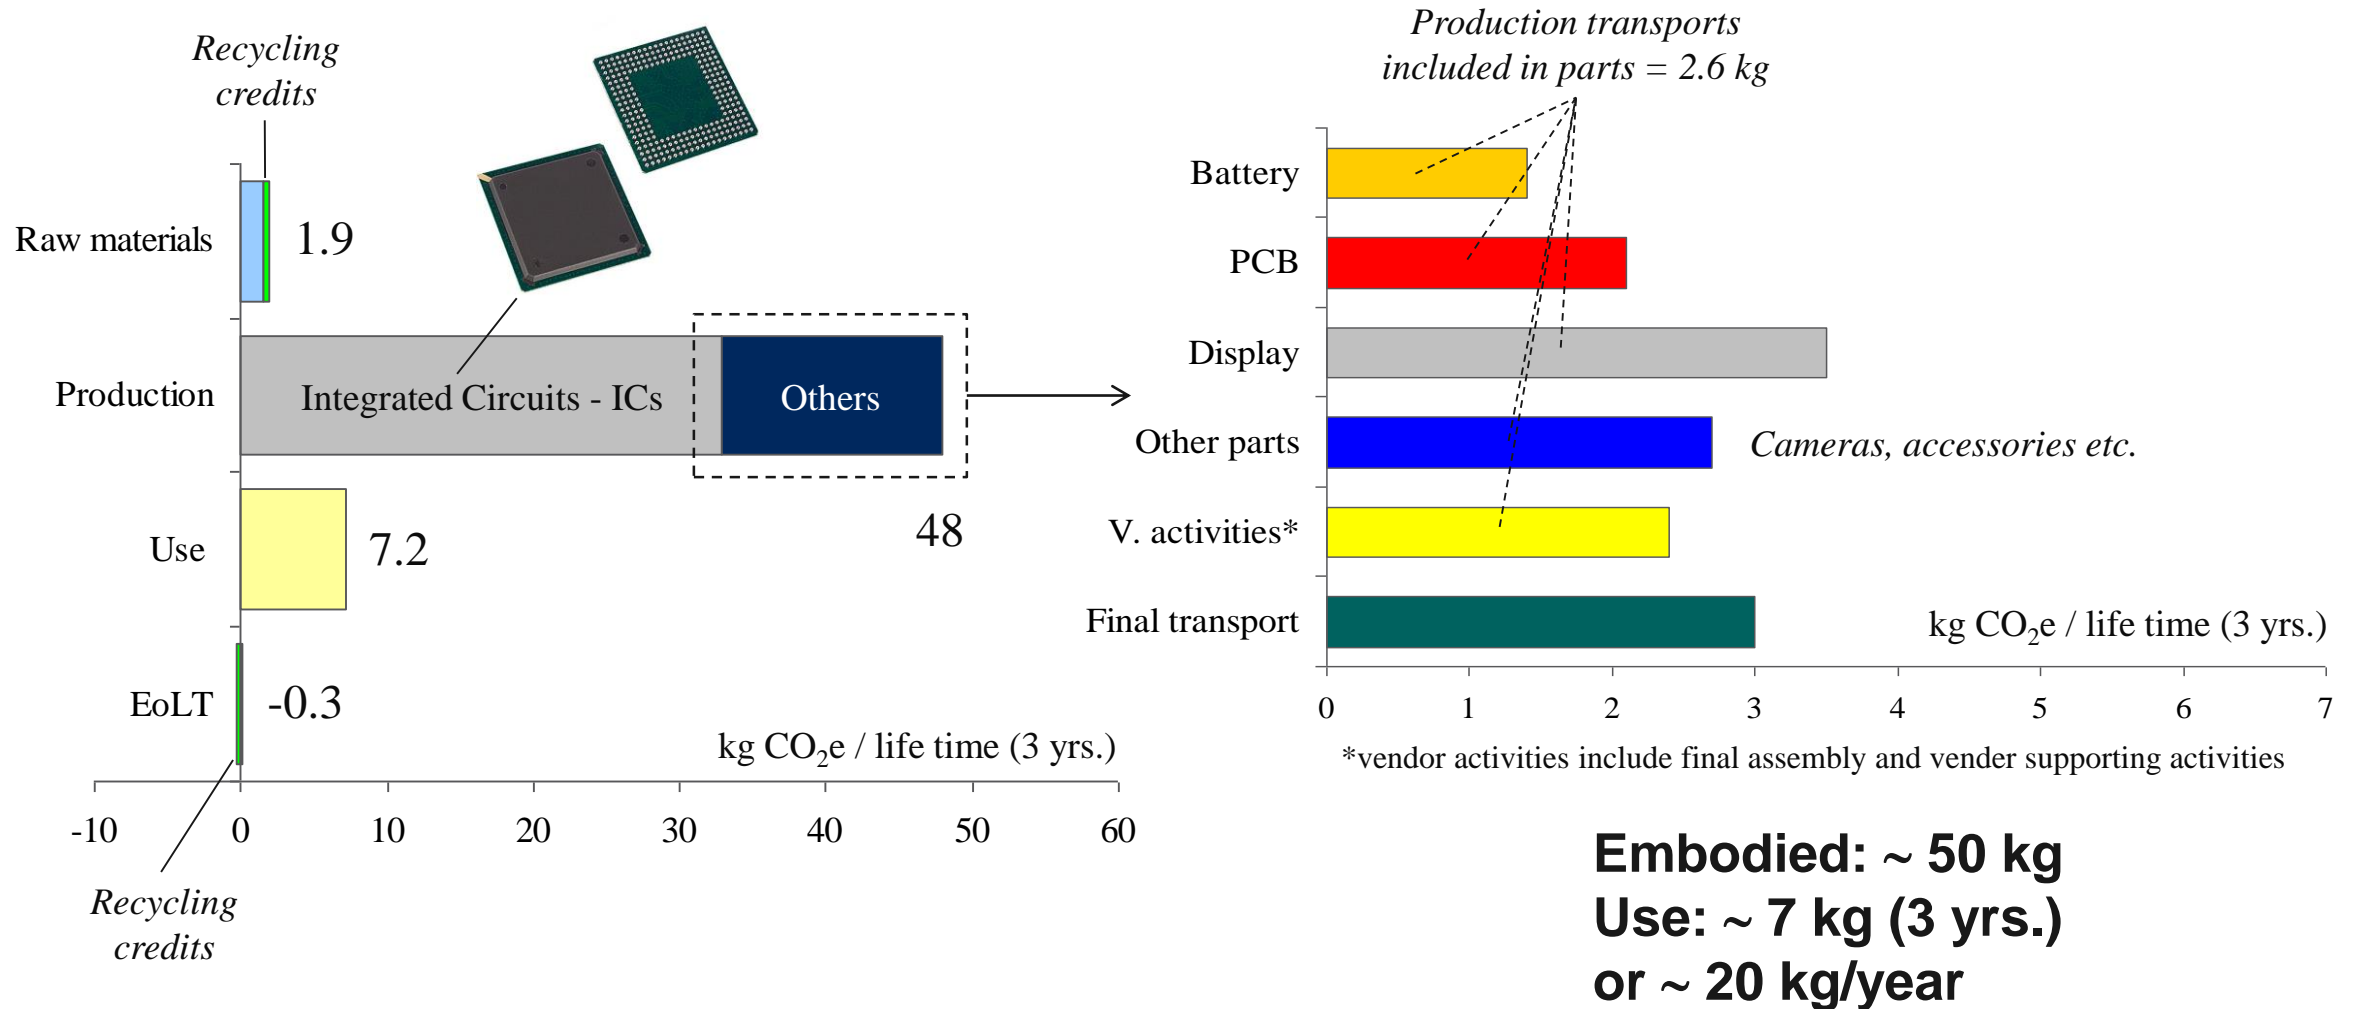 Recycling
credits
Raw materials
1.9
Production
Integrated Circuits - ICs
Others
48
Use
7.2
EoLT
-0.3
kg CO₂e / life time (3 yrs.)
-10 0 10 20 30 40 50 60
Recycling
credits
Production transports
included in parts = 2.6 kg
Battery
PCB
Display
Other parts
Cameras, accessories etc.
V. activities*
Final transport
kg CO₂e / life time (3 yrs.)
0 1 2 3 4 5 6 7
*vendor activities include final assembly and vender supporting activities
Embodied: ~ 50 kg
Use: ~ 7 kg (3 yrs.)
or ~ 20 kg/year